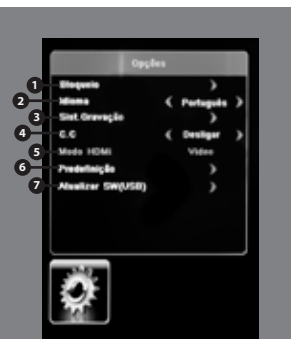 Opções
1 Bloqueio
2 Idioma Português
3 Sist.Gravação
4 C.C Desligar
5 Modo HDMI Vídeo
6 Predefinição
7 Atualizar SW(USB)